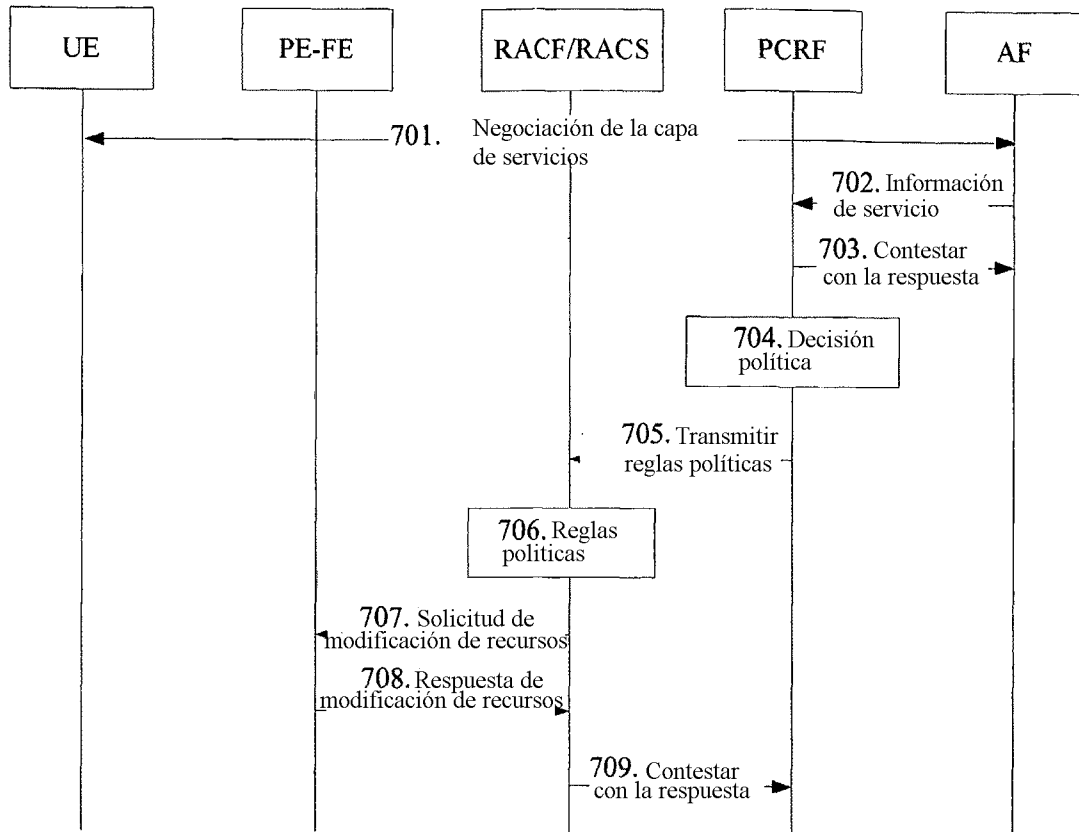 UE
PE-FE
RACF/RACS
PCRF
AF
701. Negociación de la capa
de servicios
702. Información
de servicio
703. Contestar
con la respuesta
704. Decisión
política
705. Transmitir
reglas políticas
706. Reglas
politicas
707. Solicitud de
modificación de recursos
708. Respuesta de
modificación de recursos
709. Contestar
con la respuesta